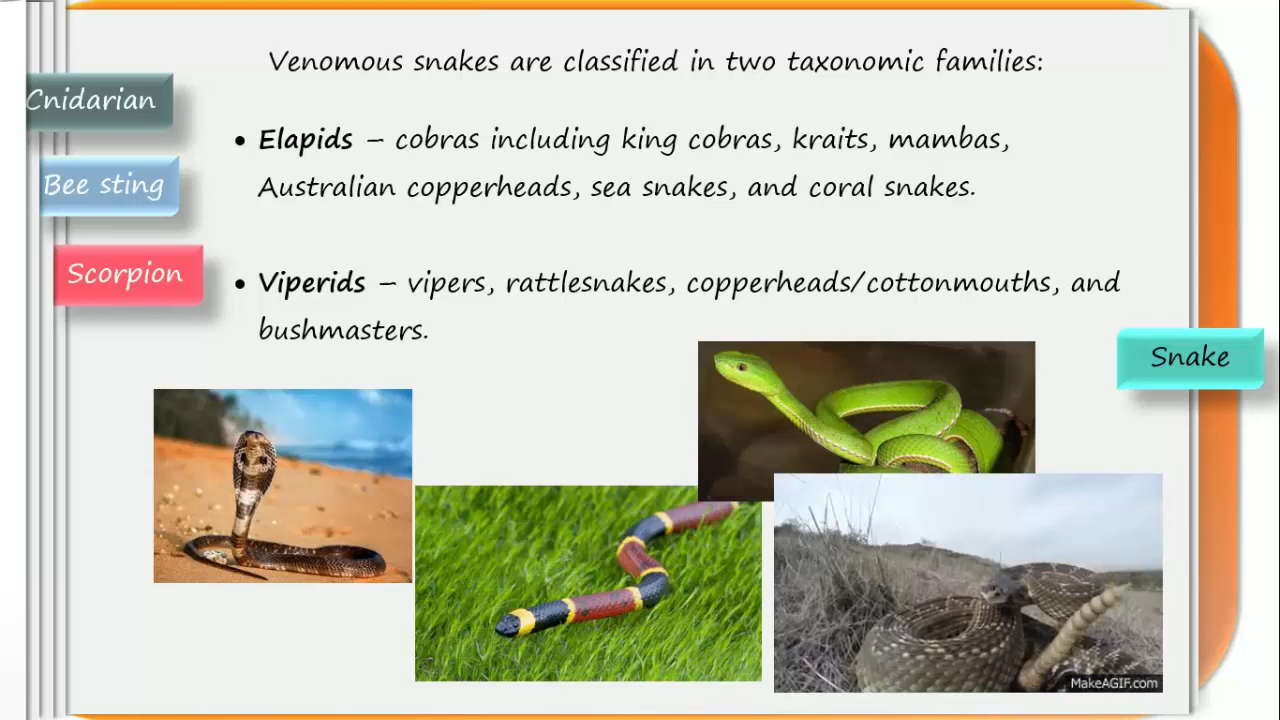 Venomous snakes are classified in two taxonomic families:
Cnidarian
• Elapids – cobras including king cobras, kraits, mambas,
Australian copperheads, sea snakes, and coral snakes.
Bee sting
Scorpion
• Viperids – vipers, rattlesnakes, copperheads/cottonmouths, and
bushmasters.
Snake
MakeAGIF.com